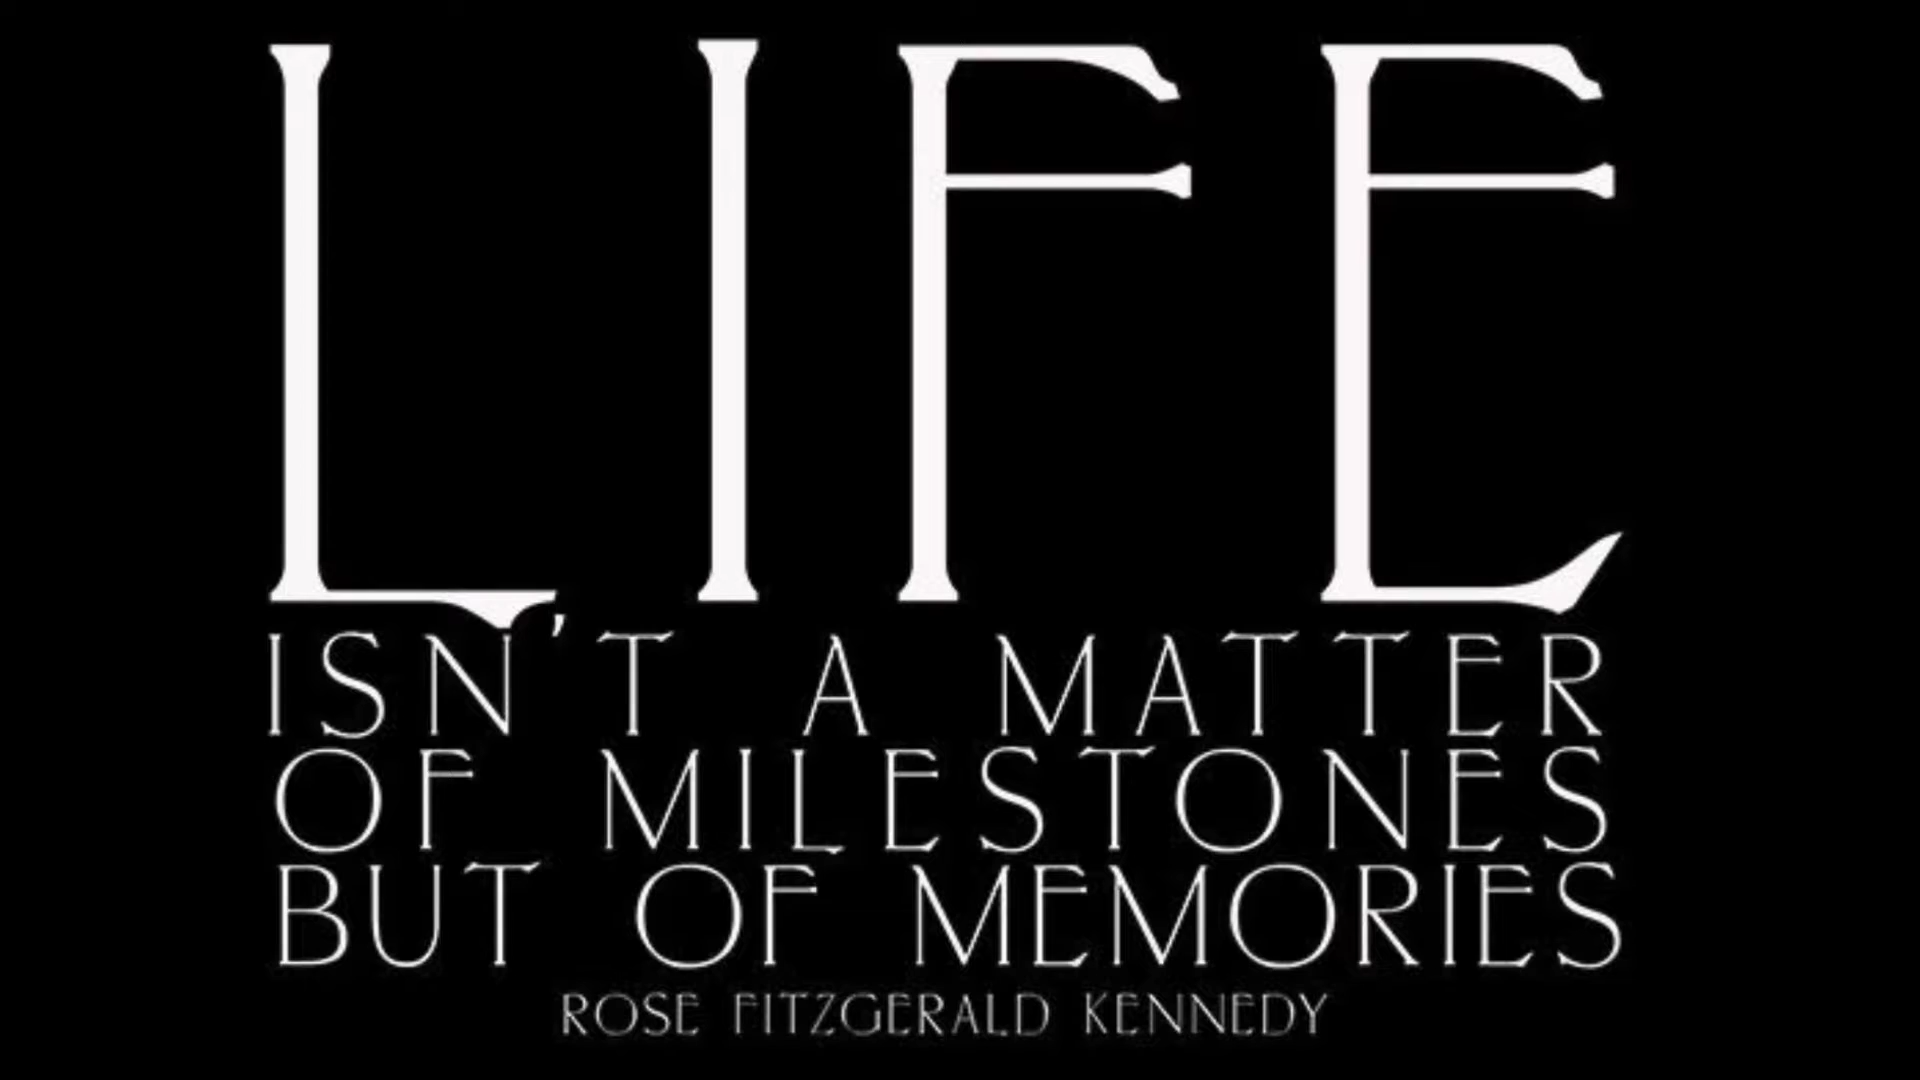 LIFE
ISN'T A MATTER
OF MILESTONES
BUT OF MEMORIES
ROSE FITZGERALD KENNEDY